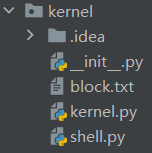 kernel
.idea
__init__.py
block.txt
kernel.py
shell.py